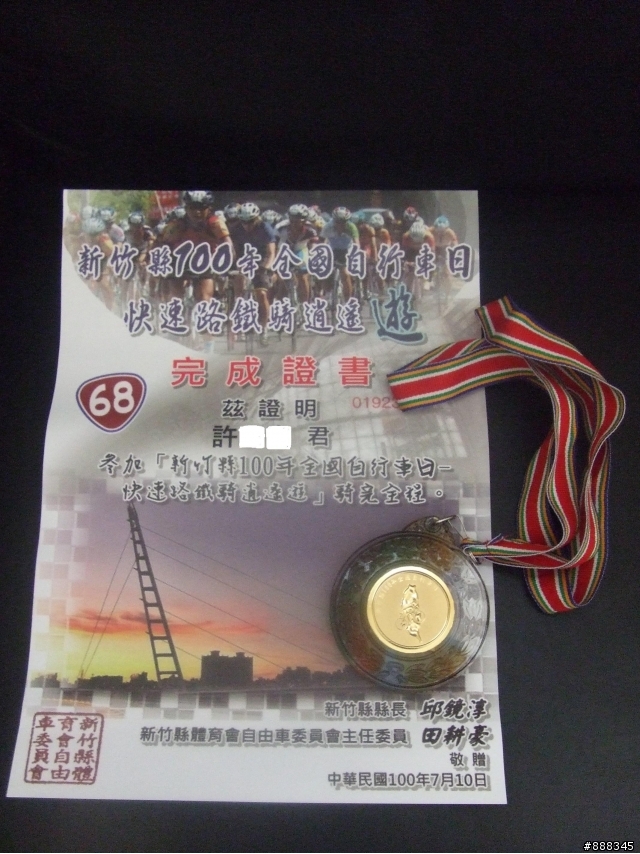 新竹縣100年全國自行車日
快速路鐵騎逍遙遊
完成證書
68
茲證明
0192
許 君
參加「新竹縣100年全國自行車日-
快速路鐵騎逍遙遊」騎完全程。
新竹縣縣長 邱鏡淳
新竹縣體育會自由車委員會主任委員 田耕豪
敬贈
中華民國100年7月10日
新竹縣體
育會自由
車委員會
#888345